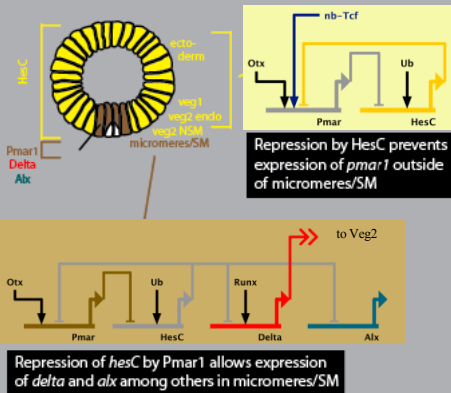 HesC
ecto-
derm
veg1
veg2 endo
veg2 NSM
micromeres/SM
Pmar1
Delta
Alx
nb-Tcf
Otx
Ub
Pmar
HesC
Repression by HesC prevents
expression of pmar1 outside
of micromeres/SM
to Veg2
Otx
Ub
Runx
Pmar
HesC
Delta
Alx
Repression of hesC by Pmar1 allows expression
of delta and alx among others in micromeres/SM